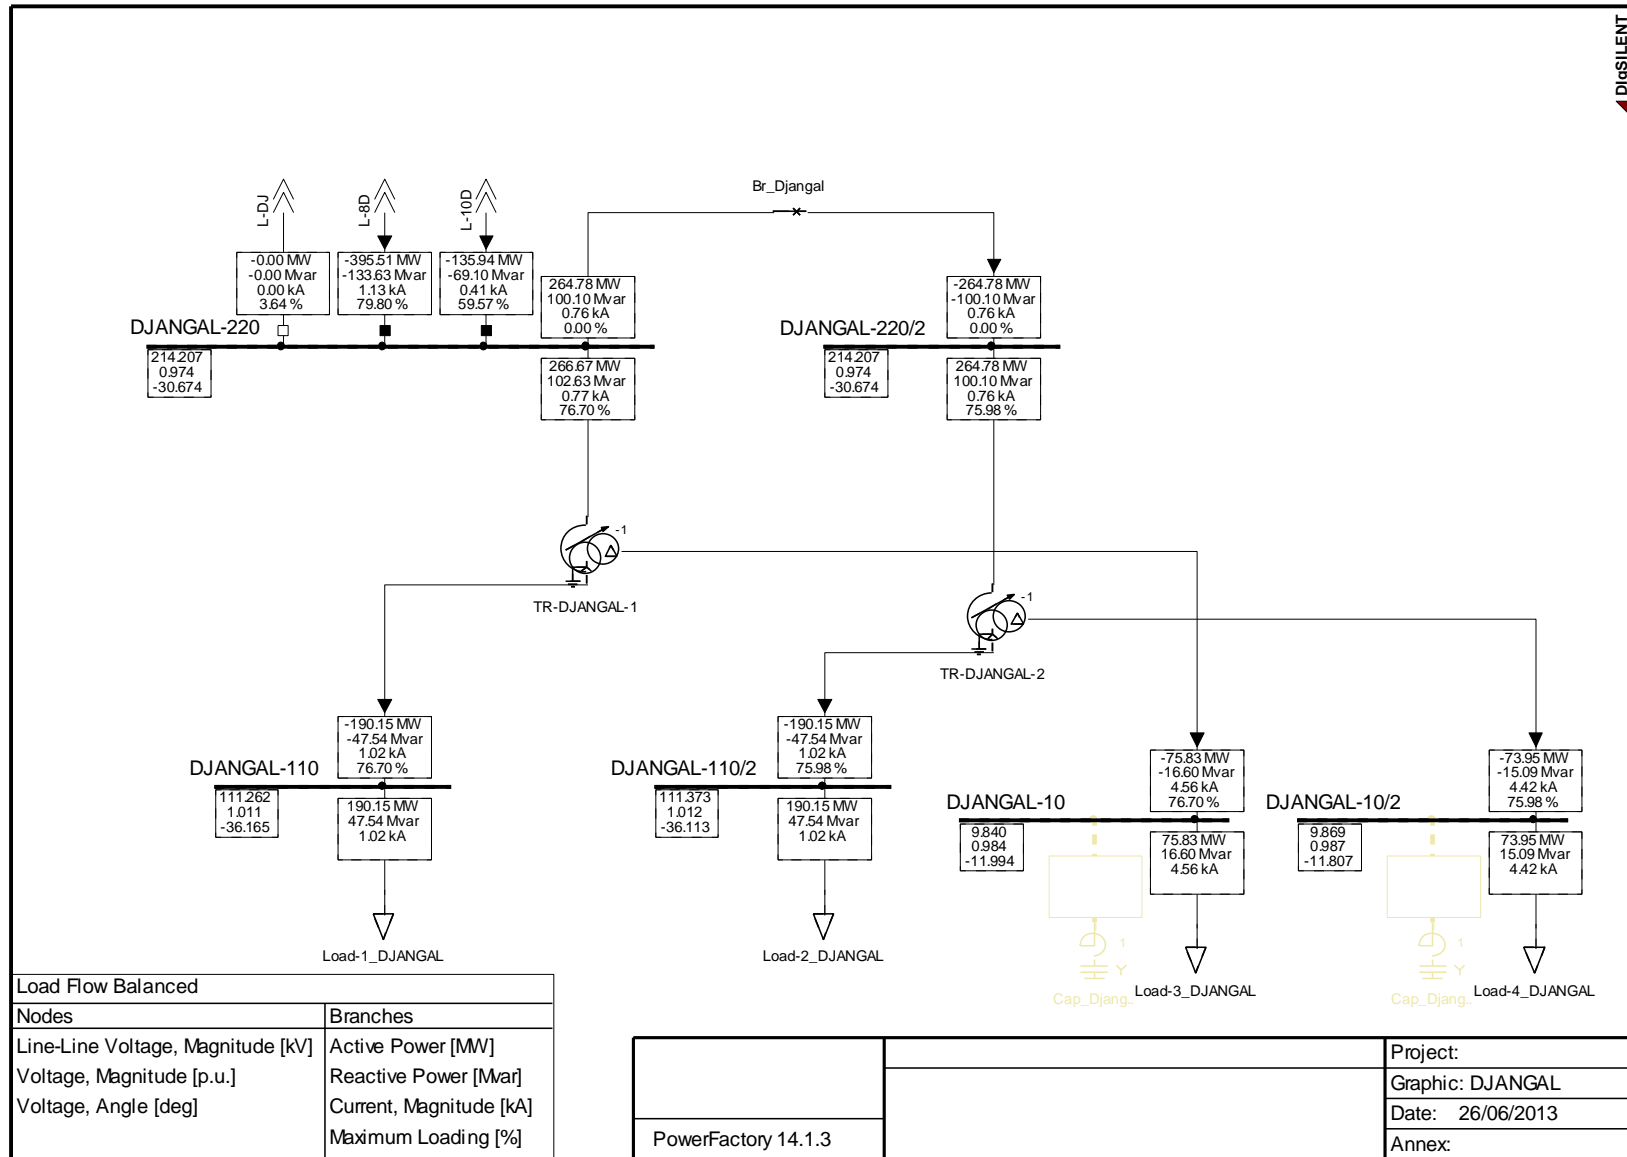 DIgSILENT
Br_Djangal
L-DJ
L-8D
L-10D
-0.00 MW
-0.00 Mvar
0.00 kA
3.64 %
-395.51 MW
-133.63 Mvar
1.13 kA
79.80 %
-135.94 MW
-69.10 Mvar
0.41 kA
59.57 %
264.78 MW
100.10 Mvar
0.76 kA
0.00 %
-264.78 MW
-100.10 Mvar
0.76 kA
0.00 %
DJANGAL-220
214.207
0.974
-30.674
266.67 MW
102.63 Mvar
0.77 kA
76.70 %
DJANGAL-220/2
214.207
0.974
-30.674
264.78 MW
100.10 Mvar
0.76 kA
75.98 %
-1
TR-DJANGAL-1
-1
TR-DJANGAL-2
-190.15 MW
-47.54 Mvar
1.02 kA
76.70 %
DJANGAL-110
111.262
1.011
-36.165
190.15 MW
47.54 Mvar
1.02 kA
-190.15 MW
-47.54 Mvar
1.02 kA
75.98 %
DJANGAL-110/2
111.373
1.012
-36.113
190.15 MW
47.54 Mvar
1.02 kA
-75.83 MW
-16.60 Mvar
4.56 kA
76.70 %
DJANGAL-10
9.840
0.984
-11.994
75.83 MW
16.60 Mvar
4.56 kA
-73.95 MW
-15.09 Mvar
4.42 kA
75.98 %
DJANGAL-10/2
9.869
0.987
-11.807
73.95 MW
15.09 Mvar
4.42 kA
Load-1_DJANGAL
Load-2_DJANGAL
1
Y
Cap_Djang..
Load-3_DJANGAL
1
Y
Cap_Djang..
Load-4_DJANGAL
Load Flow Balanced
Nodes
Branches
Line-Line Voltage, Magnitude [kV]
Active Power [MW]
Voltage, Magnitude [p.u.]
Reactive Power [Mvar]
Voltage, Angle [deg]
Current, Magnitude [kA]
Maximum Loading [%]
PowerFactory 14.1.3
Project:
Graphic: DJANGAL
Date: 26/06/2013
Annex: